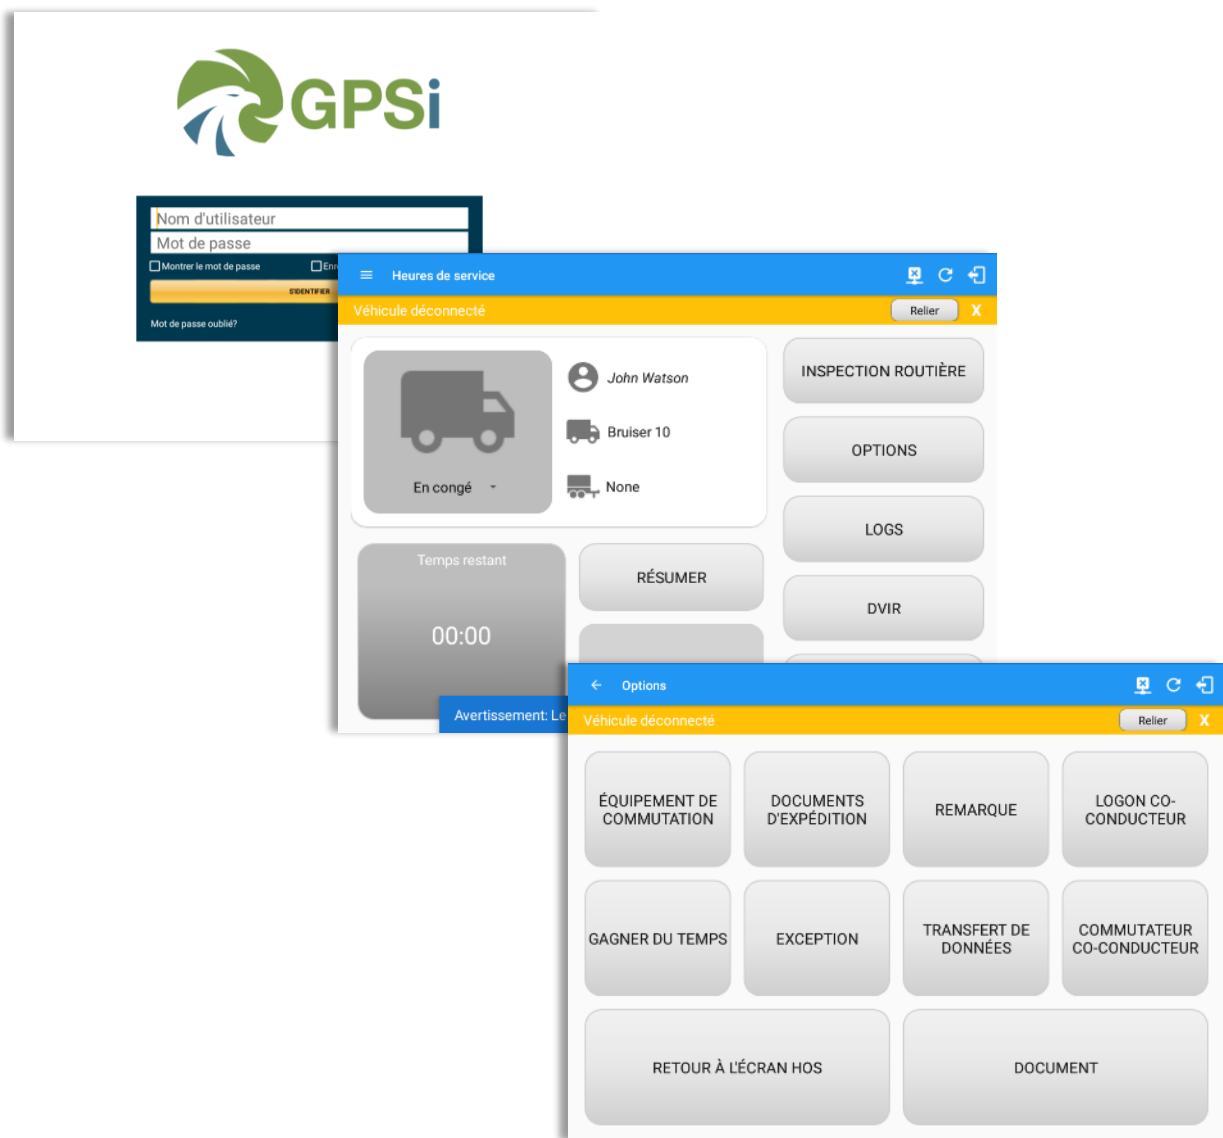 GPSi
Nom d'utilisateur
Mot de passe
Montrer le mot de passe
S'IDENTIFIER
Mot de passe oublié?
Heures de service
Véhicule déconnecté
Relier
X
John Watson
Bruiser 10
None
En congé
INSPECTION ROUTIÈRE
OPTIONS
LOGS
DVIR
Temps restant
00:00
RÉSUMER
Avertissement: Le
Options
Véhicule déconnecté
Relier
X
ÉQUIPEMENT DE
COMMUTATION
DOCUMENTS
D'EXPÉDITION
REMARQUE
LOGON CO-
CONDUCTEUR
GAGNER DU TEMPS
EXCEPTION
TRANSFERT DE
DONNÉES
COMMUTATEUR
CO-CONDUCTEUR
RETOUR À L'ÉCRAN HOS
DOCUMENT